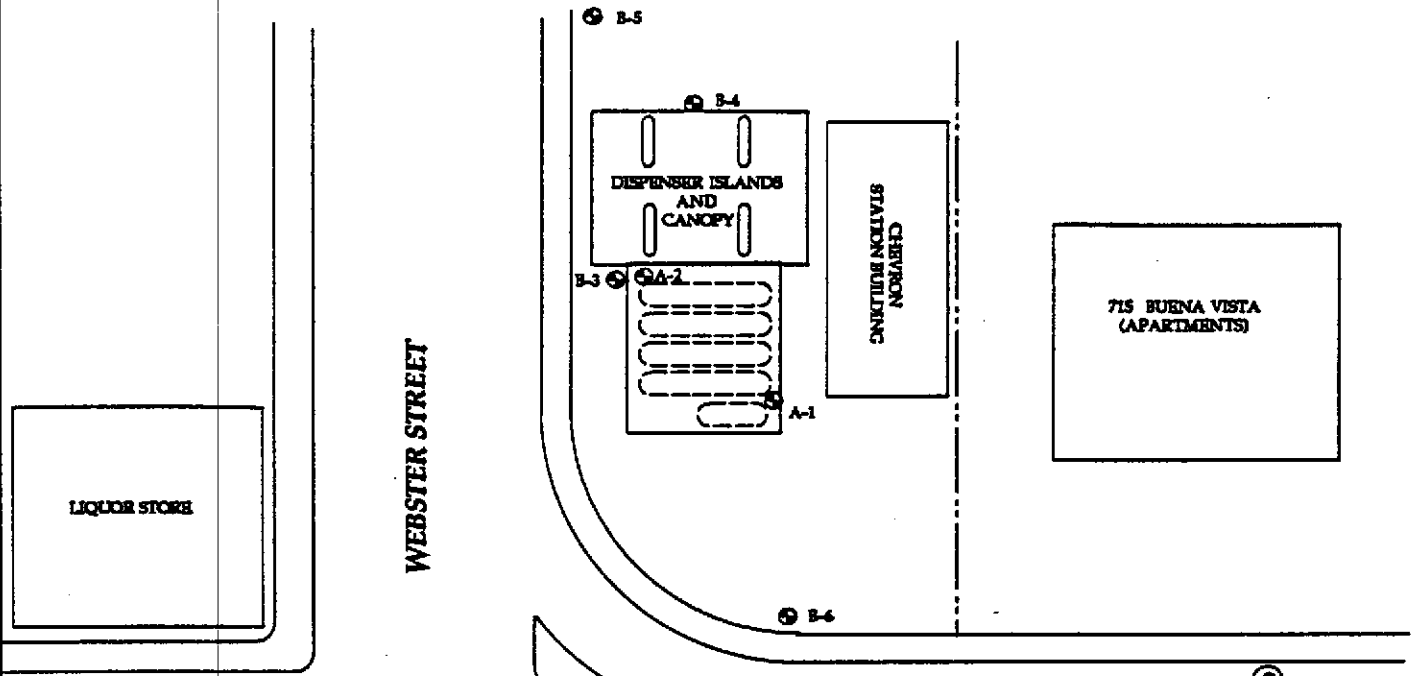 B-5
B-4
DISPENSER ISLANDS
AND
CANOPY
CHEVRON
STATION BUILDING
B-3
A-2
715 BUENA VISTA
(APARTMENTS)
WEBSTER STREET
A-1
LIQUOR STORE
B-6